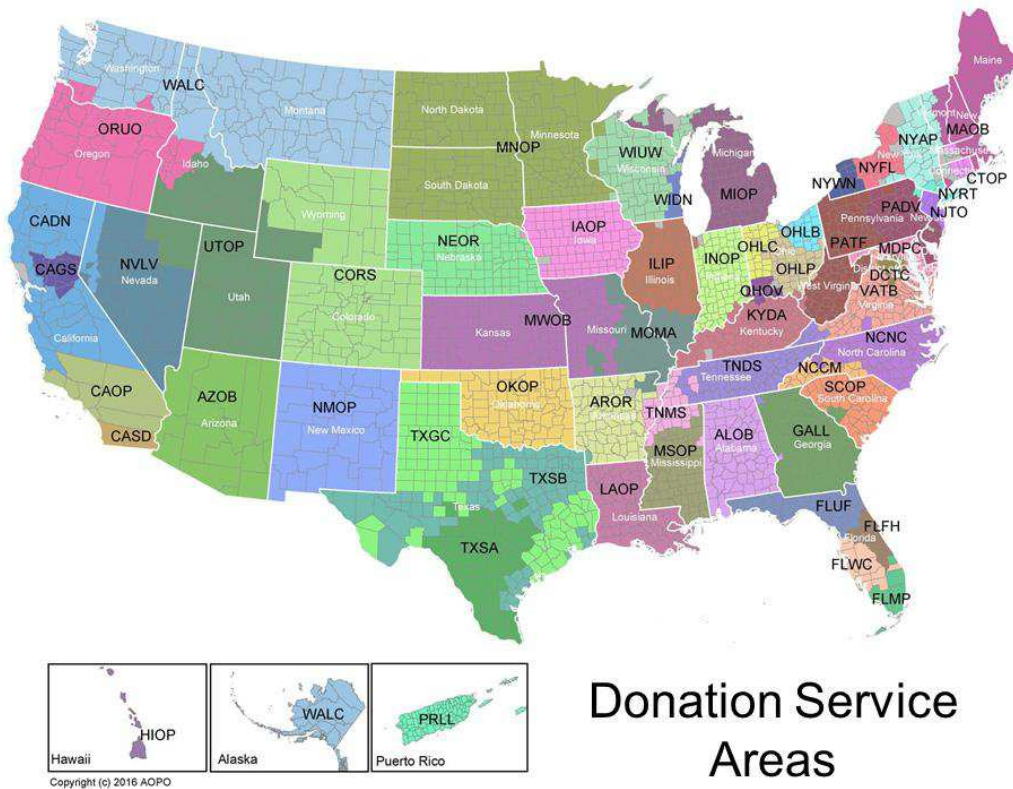 Washington
WALC
Montana
North Dakota
Minnesota
MNOP
South Dakota
ORUO
Oregon
Idaho
Wyoming
WIUW
Wisconsin
WIDN
Michigan
MIOP
Maine
NYAP
MAOB
NYFL
NYWN
CTOP
NYRT
NJTO
PADV
Pennsylvania
PATF
MDPC
DCTC
VATB
Virginia
West Virginia
OHLB
OHLC
OHLP
OHOV
INOP
ILIP
Illinois
IAOP
Iowa
NEOR
Nebraska
CADN
CAGS
NVLV
Nevada
UTOP
Utah
CORS
Colorado
California
Kansas
MWOB
Missouri
MOMA
KYDA
Kentucky
TNDS
Tennessee
NCNC
North Carolina
NCCM
SCOP
South Carolina
CAOP
CASD
AZOB
Arizona
NMOP
New Mexico
OKOP
Oklahoma
TXGC
AROR
Arkansas
TNMS
MSOP
Mississippi
ALOB
Alabama
GALL
Georgia
TXSB
Texas
TXSA
LAOP
Louisiana
FLUF
FLFH
Florida
FLWC
FLMP
HIOP
Hawaii
WALC
Alaska
PRLL
Puerto Rico
Donation Service
Areas
Copyright (c) 2016 AOPO